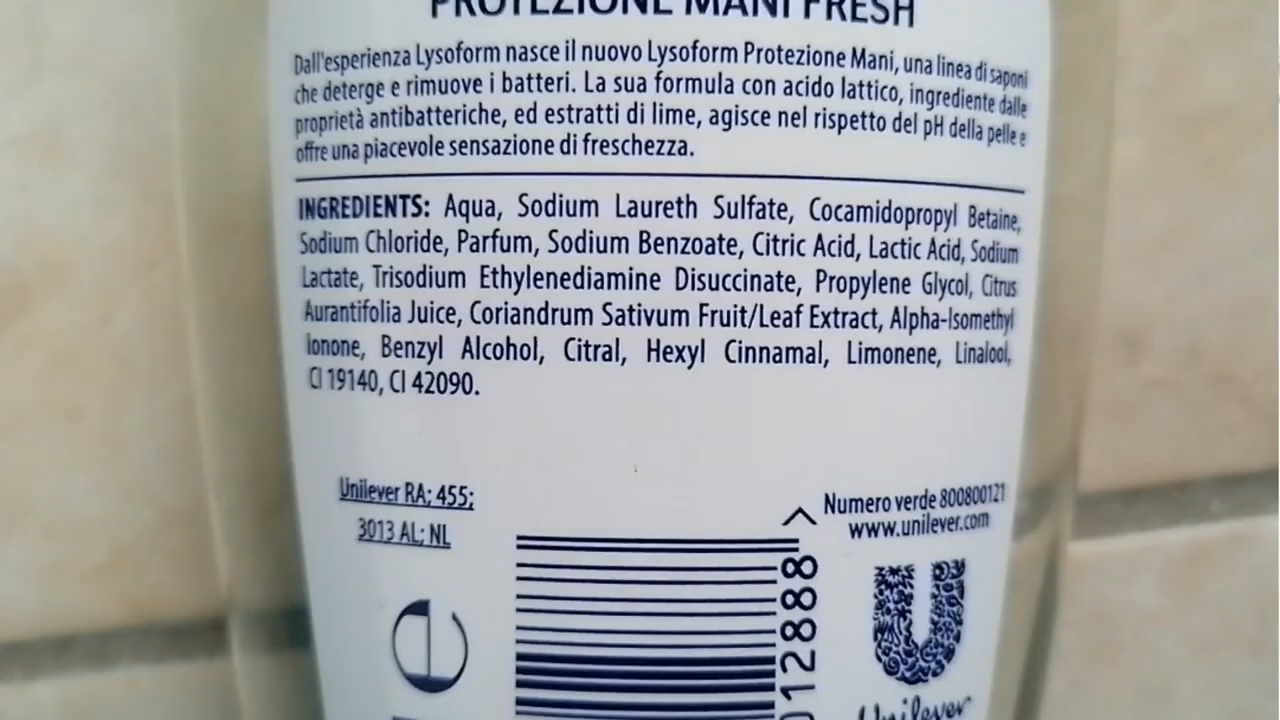 PROTEZIONE MANI FRESH
Dall'esperienza Lysoform nasce il nuovo Lysoform Protezione Mani, una linea di saponi
che deterge e rimuove i batteri. La sua formula con acido lattico, ingrediente dalle
proprietà antibatteriche, ed estratti di lime, agisce nel rispetto del pH della pelle e
offre una piacevole sensazione di freschezza.
INGREDIENTS: Aqua, Sodium Laureth Sulfate, Cocamidopropyl Betaine,
Sodium Chloride, Parfum, Sodium Benzoate, Citric Acid, Lactic Acid, Sodium
Lactate, Trisodium Ethylenediamine Disuccinate, Propylene Glycol, Citrus
Aurantifolia Juice, Coriandrum Sativum Fruit/Leaf Extract, Alpha-Isomethyl
Ionone, Benzyl Alcohol, Citral, Hexyl Cinnamal, Limonene, Linalool,
CI 19140, CI 42090.
Unilever RA; 455;
3013 AL; NL
Numero verde 800800121
www.unilever.com
℮
012888 >
Unilever